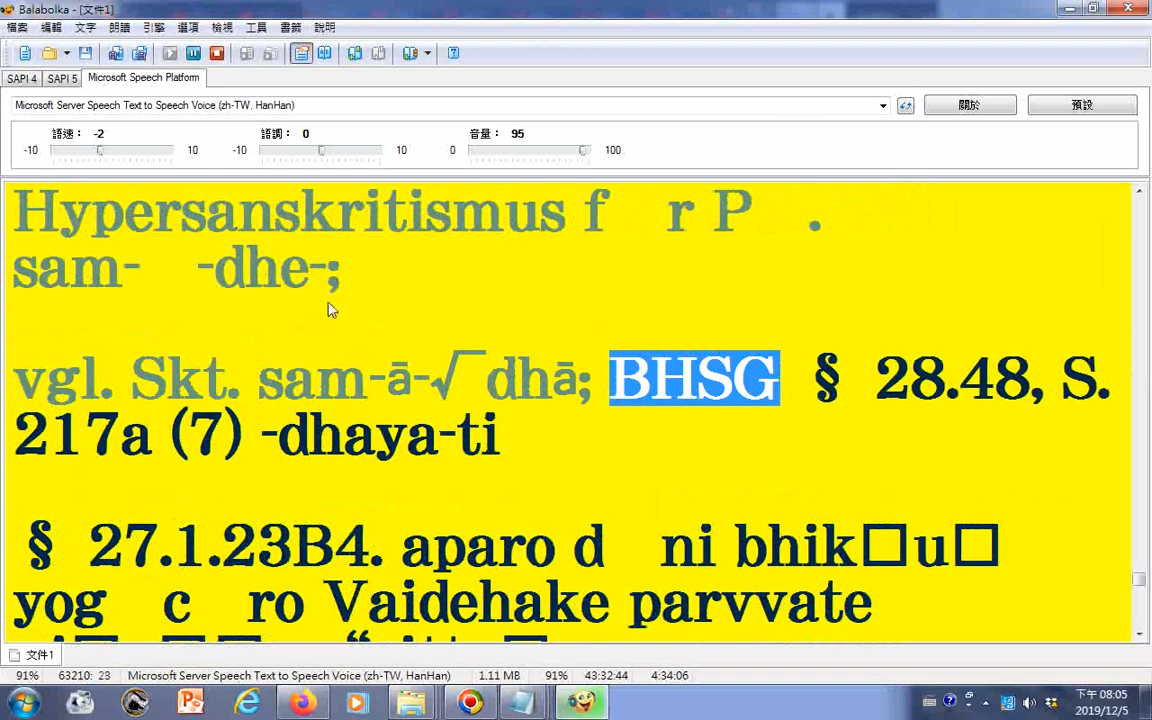 Balabolka - [文件1]
檔案 編輯 文字 朗讀 引擎 選項 檢視 工具 書籤 說明
SAPI 4 SAPI 5 Microsoft Speech Platform
Microsoft Server Speech Text to Speech Voice (zh-TW, HanHan) 關於 預設
語速： -2 語調： 0 音量： 95
-10 10 -10 10 0 100
Hypersanskritismus f r P .
sam- -dhe-;
vgl. Skt. sam-ā-√dhā; BHSG § 28.48, S.
217a (7) -dhaya-ti
§ 27.1.23B4. aparo d ni bhik□u□
yog c ro Vaidehake parvvate
文件1
91% 63210: 23 Microsoft Server Speech Text to Speech Voice (zh-TW, HanHan) 1.11 MB 91% 43:32:44 4:34:06
下午 08:05
2019/12/5